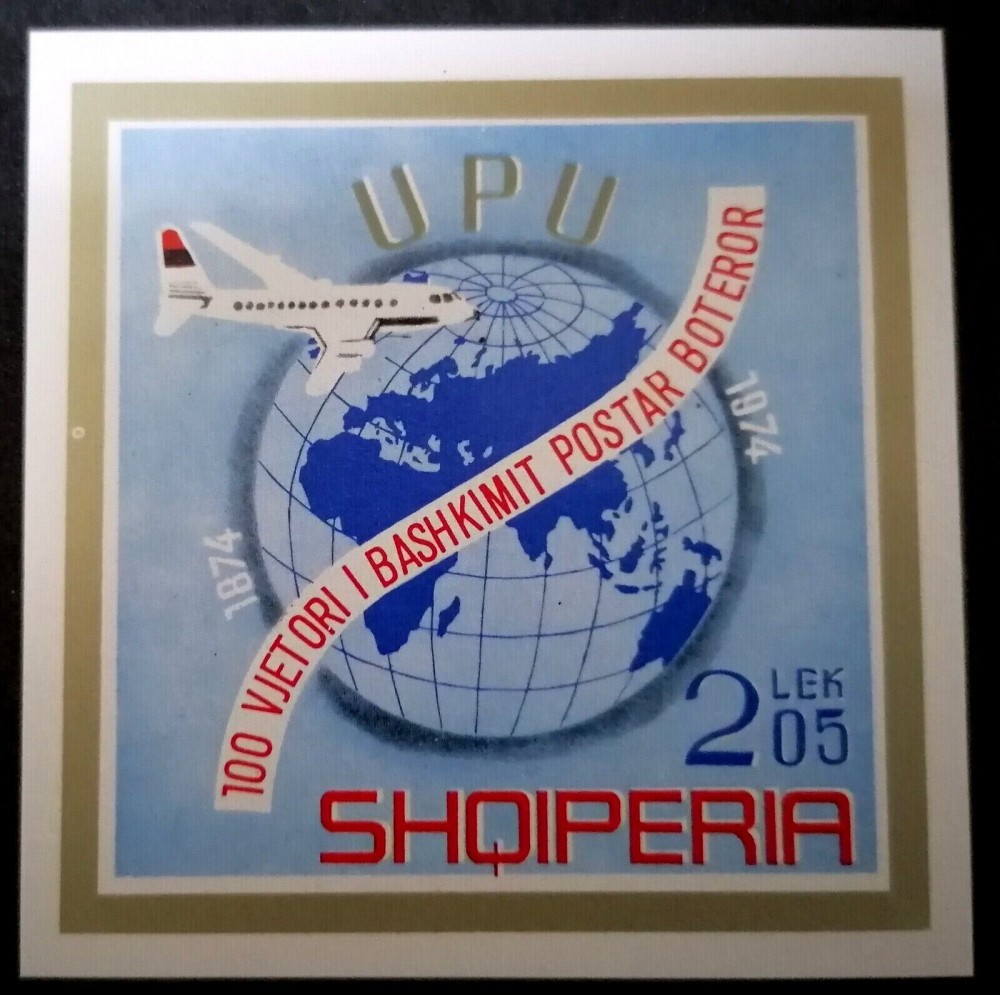 UPU
1874
100 VJETORI I BASHKIMIT POSTAR BOTEROR
1974
2 LEK
05
SHQIPERIA